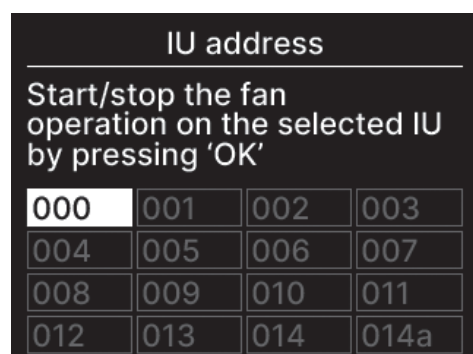 IU address
Start/stop the fan
operation on the selected IU
by pressing ‘OK’
000 001 002 003
004 005 006 007
008 009 010 011
012 013 014 014a